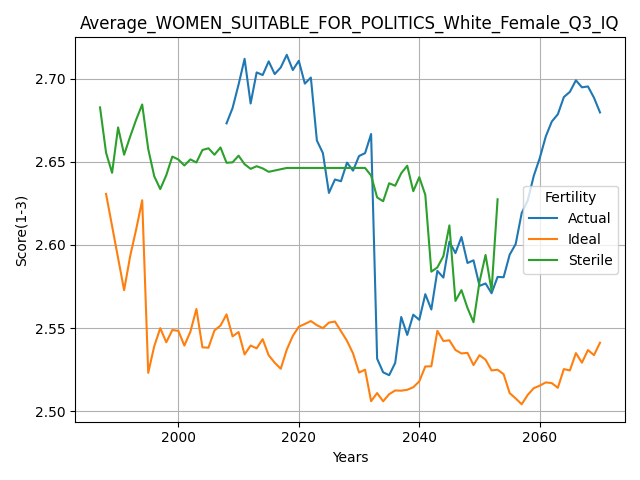 Average_WOMEN_SUITABLE_FOR_POLITICS_White_Female_Q3_IQ
2.70
2.65
2.60
2.55
2.50
Score(1-3)
2000
2020
2040
2060
Years
Fertility
Actual
Ideal
Sterile